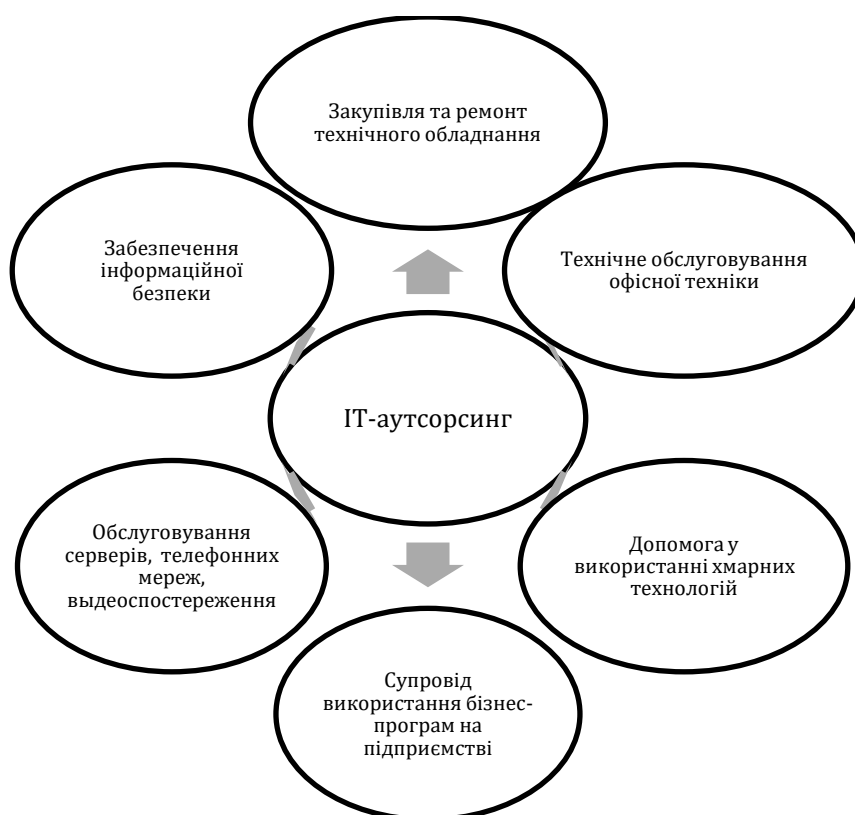 Закупівля та ремонт
технічного обладнання
Забезпечення
інформаційної
безпеки
Технічне обслуговування
офісної техніки
ІТ-аутсорсинг
Обслуговування
серверів, телефонних
мереж,
выдеоспостереження
Допомога у
використанні хмарних
технологій
Супровід
використання бізнес-
програм на
підприємстві